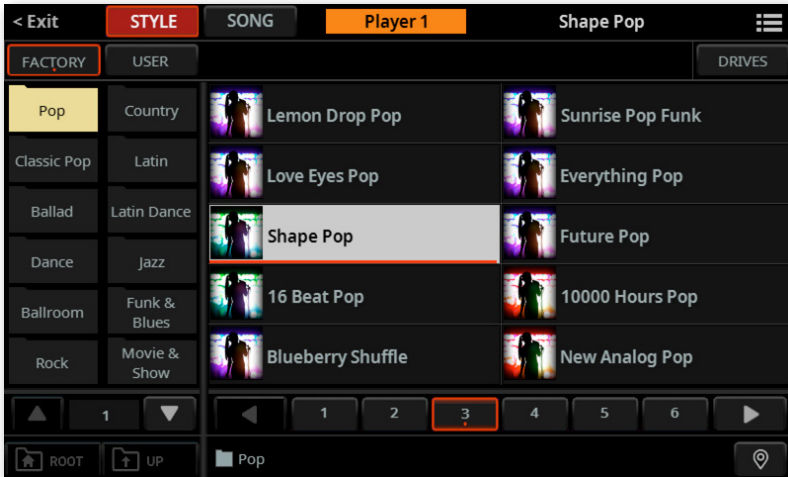 < Exit STYLE SONG Player 1 Shape Pop
FACTORY USER DRIVES
Pop Country
Classic Pop Latin
Ballad Latin Dance
Dance Jazz
Ballroom Funk & Blues
Rock Movie & Show
Lemon Drop Pop Sunrise Pop Funk
Love Eyes Pop Everything Pop
Shape Pop Future Pop
16 Beat Pop 10000 Hours Pop
Blueberry Shuffle New Analog Pop
1 1 2 3 4 5 6
ROOT UP Pop